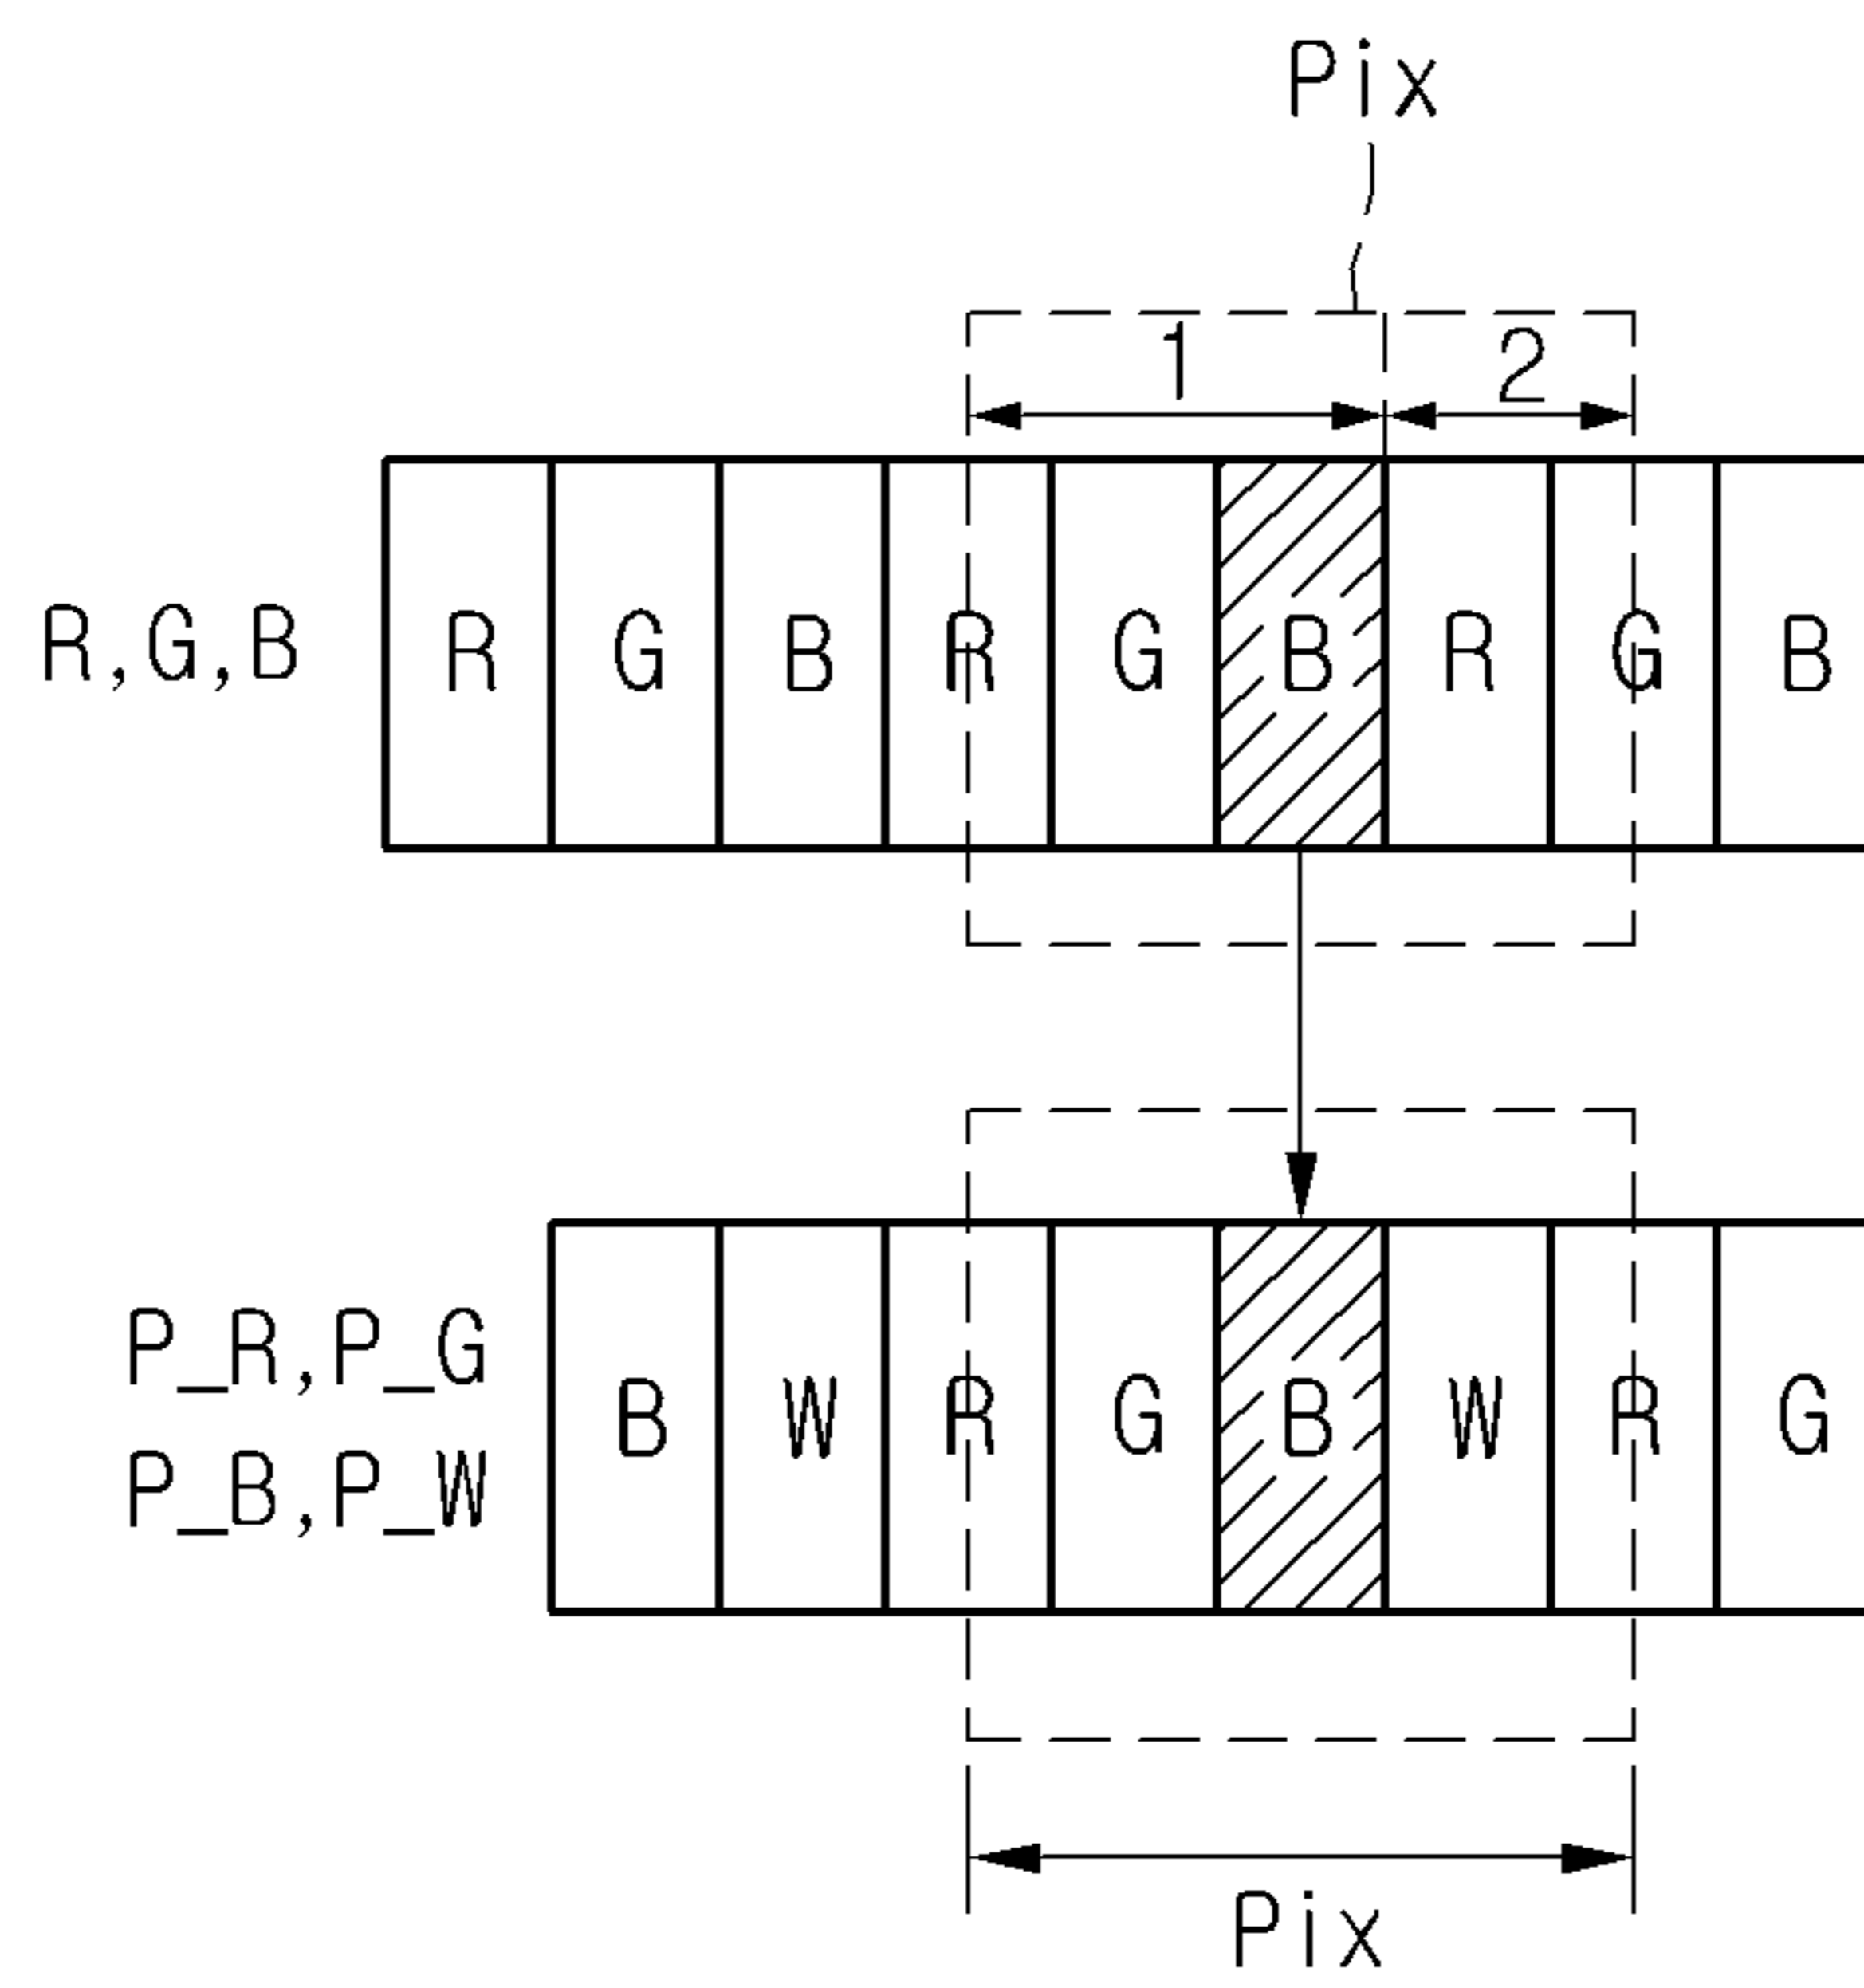 Pix
1 2
R,G,B R G B R G B R G B
P_R,P_G
P_B,P_W
B W R G B W R G
Pix